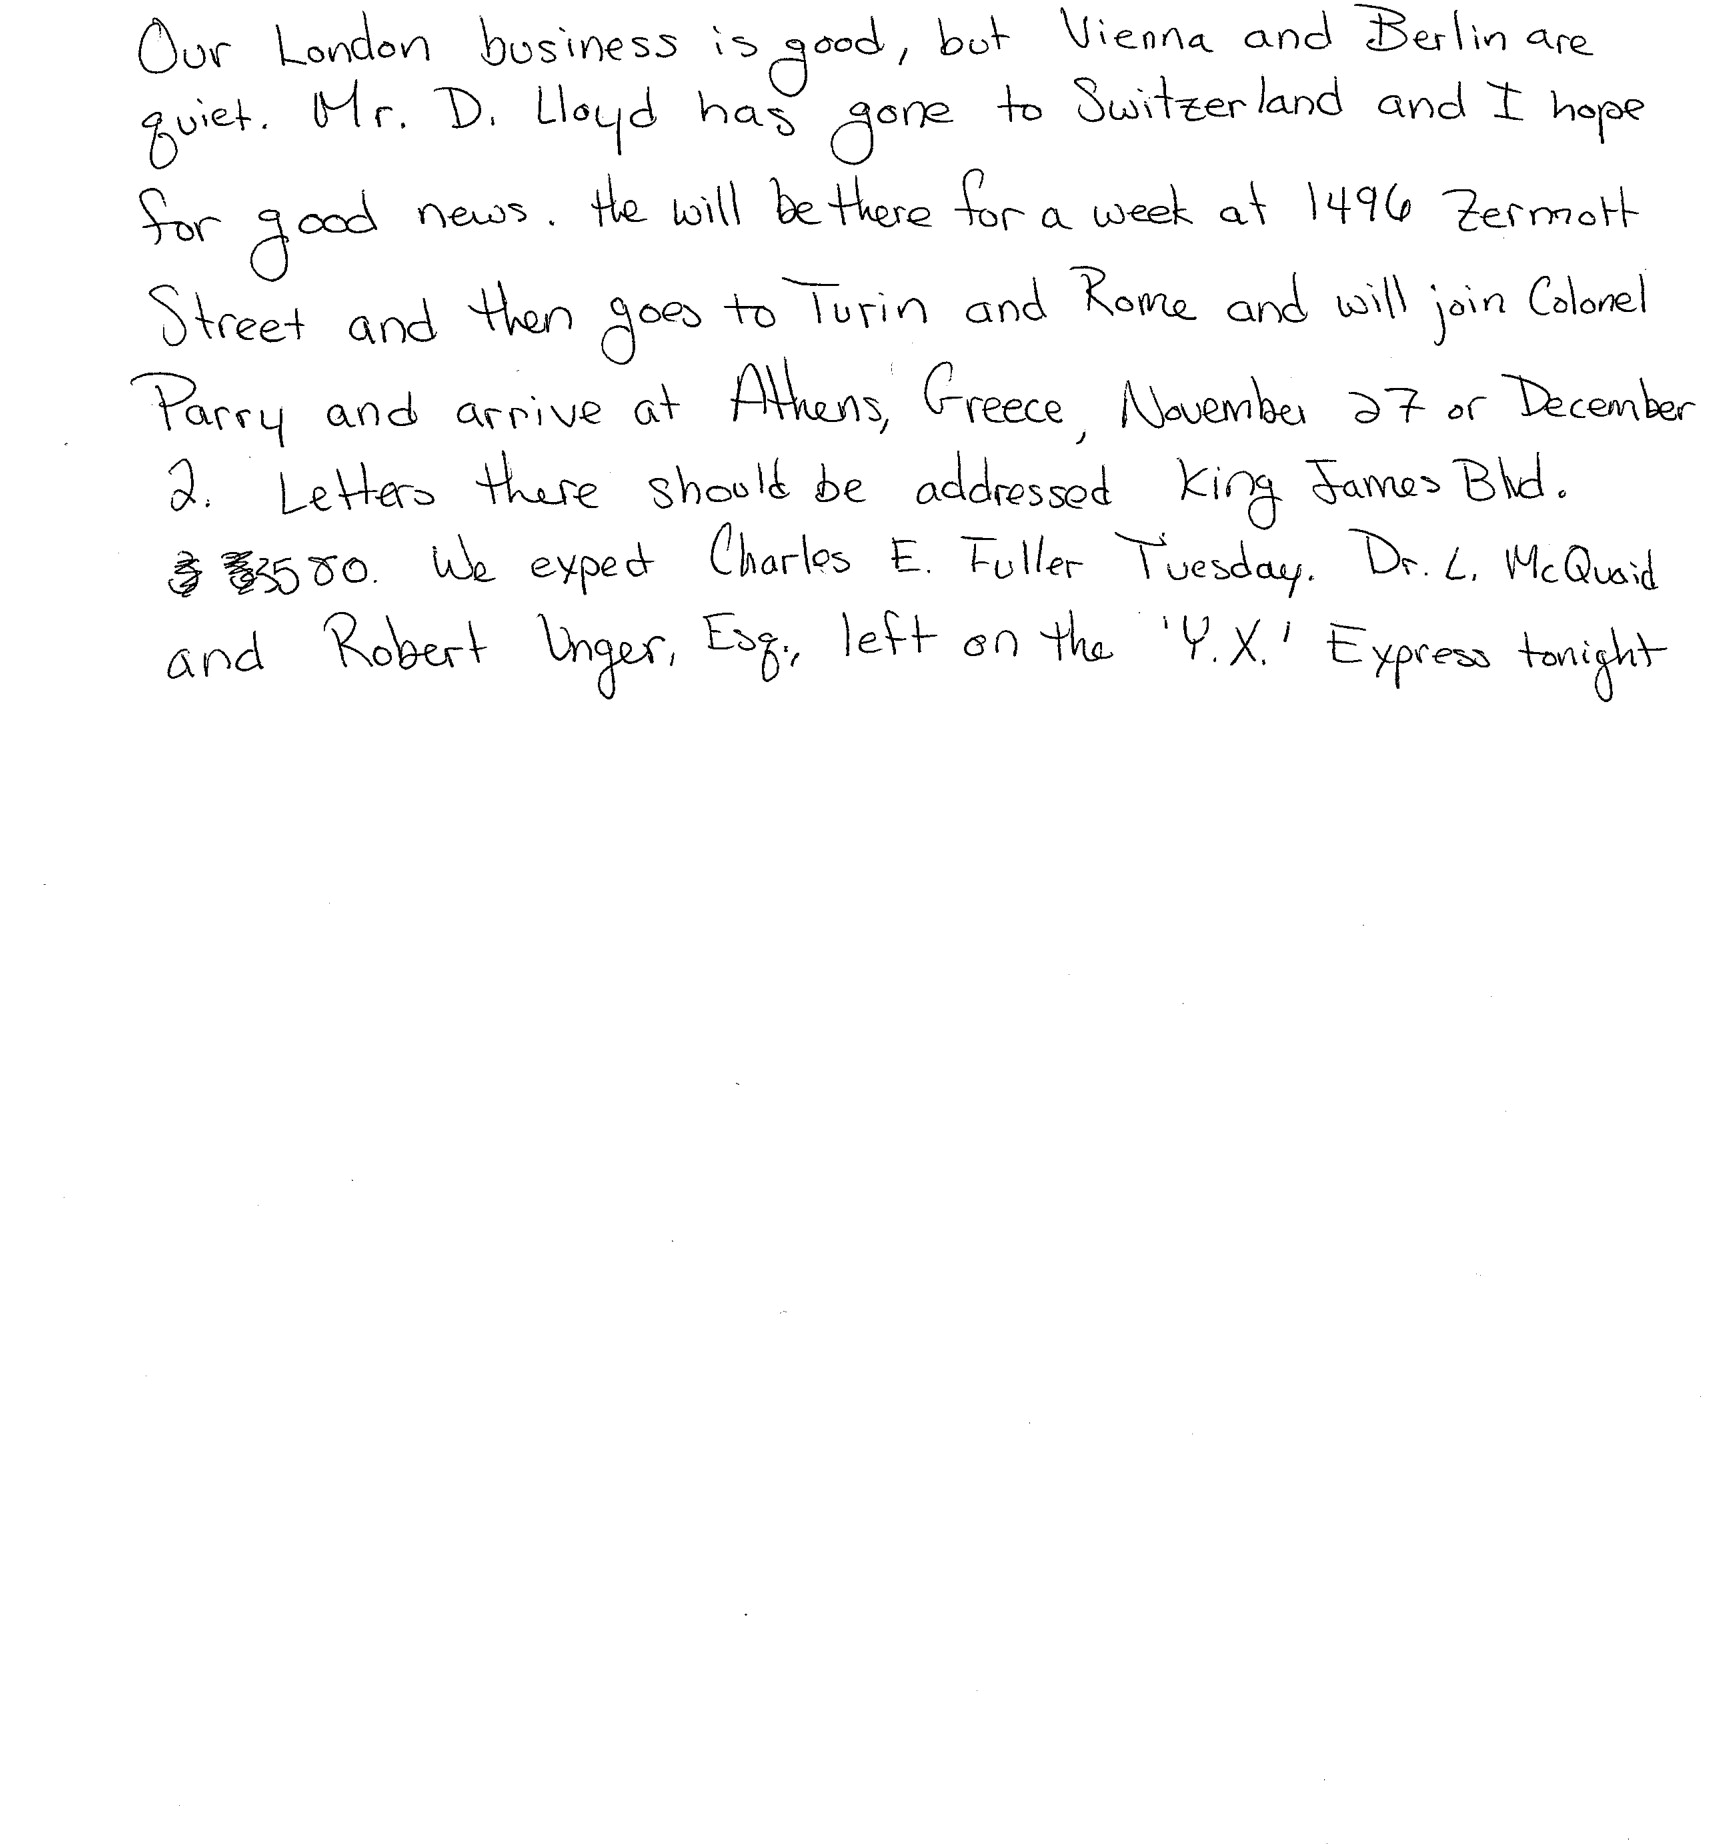 Our London business is good, but Vienna and Berlin are
quiet. Mr. D. Lloyd has gone to Switzerland and I hope
for good news. He will be there for a week at 1496 Zermott
Street and then goes to Turin and Rome and will join Colonel
Parry and arrive at Athens, Greece, November 27 or December
2. Letters there should be addressed King James Blvd.
3580. We expect Charles E. Fuller Tuesday. Dr. L. McQuaid
and Robert Unger, Esq., left on the 'Y.X.' Express tonight